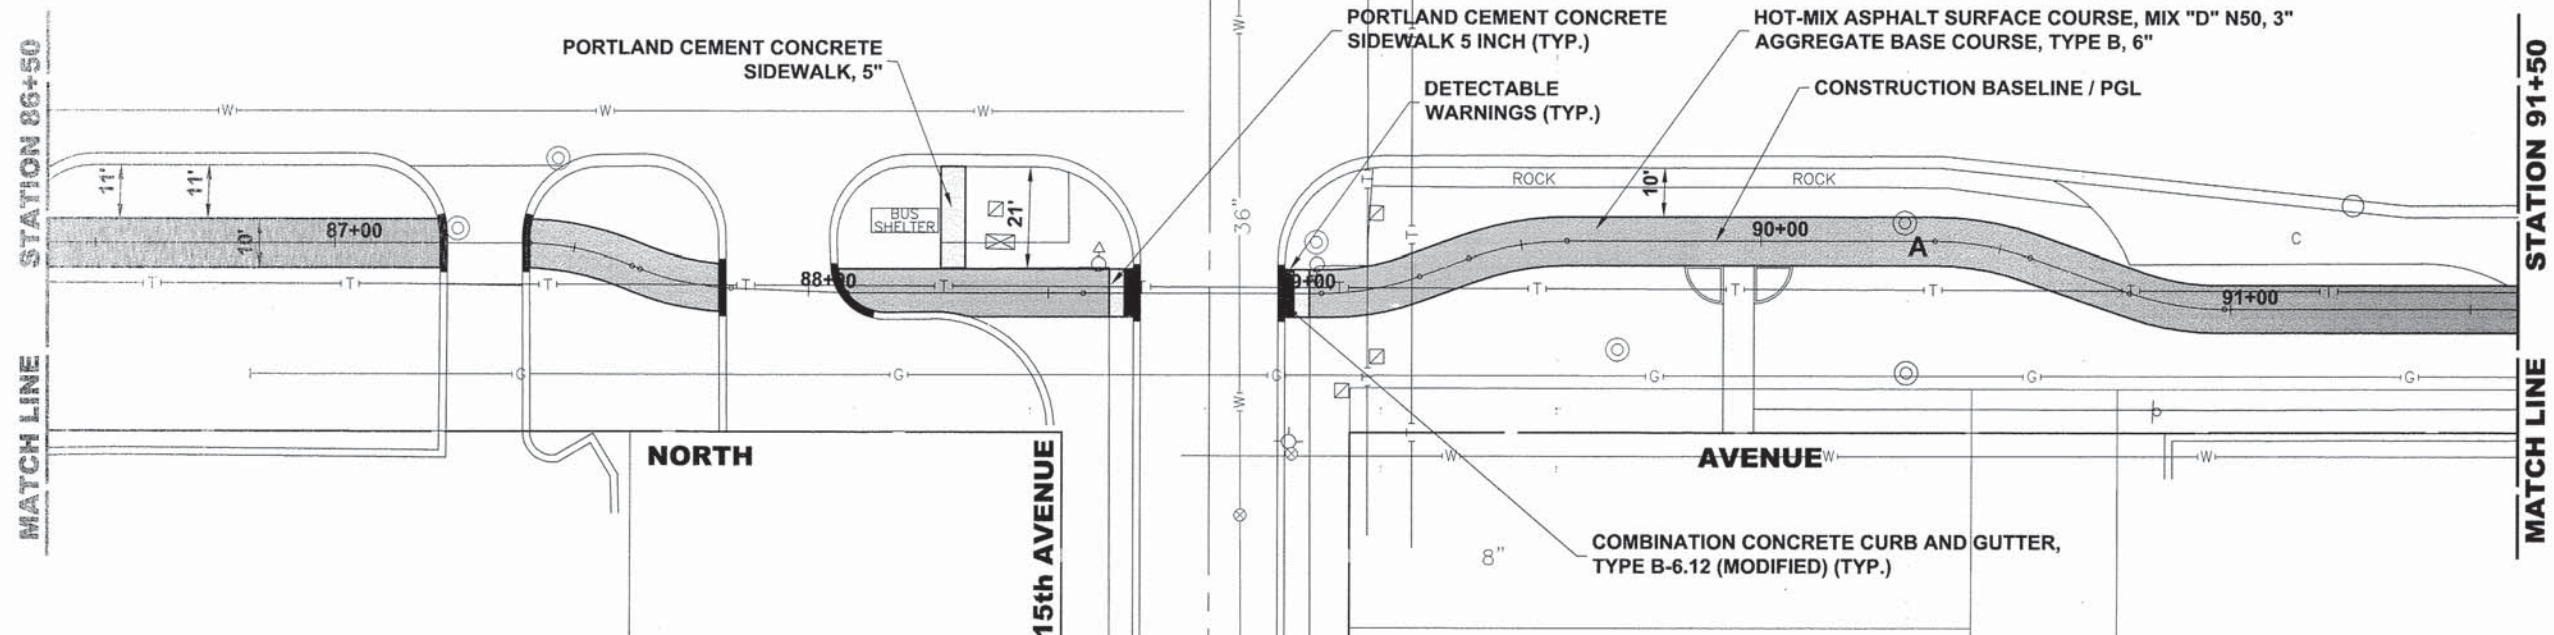 PORTLAND CEMENT CONCRETE
SIDEWALK, 5"
PORTLAND CEMENT CONCRETE
SIDEWALK 5 INCH (TYP.)
DETECTABLE
WARNINGS (TYP.)
HOT-MIX ASPHALT SURFACE COURSE, MIX "D" N50, 3"
AGGREGATE BASE COURSE, TYPE B, 6"
CONSTRUCTION BASELINE / PGL
STATION 86+50
MATCH LINE
STATION 91+50
MATCH LINE
W
W
W
W
11'
11'
10'
87+00
BUS
SHELTER
21'
36"
ROCK
ROCK
10'
90+00
A
C
T
T
T
T
88+00
T
T
T
T
T
T
T
T
T
T
91+00
G
G
G
G
G
G
W
NORTH
15th AVENUE
AVENUE
W
W
W
8"
COMBINATION CONCRETE CURB AND GUTTER,
TYPE B-6.12 (MODIFIED) (TYP.)